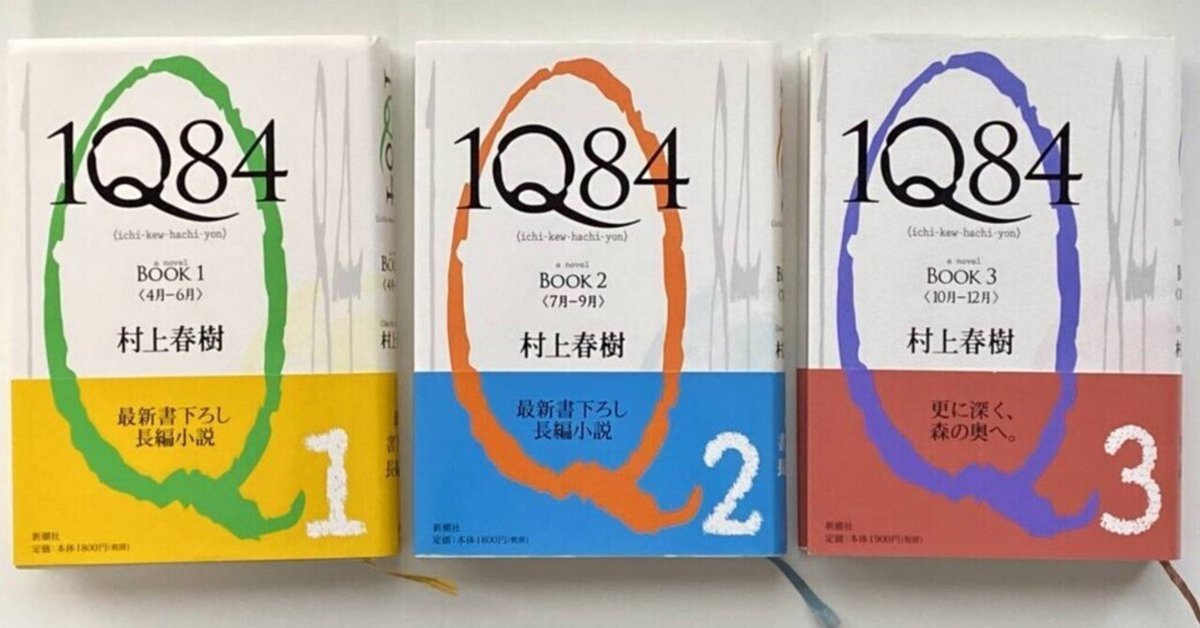 1Q84
〈ichi-kew-hachi-yon〉
a novel
BOOK 1
〈4月−6月〉
村上春樹
最新書下ろし
長編小説
1
新潮社
定価:本体1800円(税別)
1Q84
〈ichi-kew-hachi-yon〉
a novel
BOOK 2
〈7月−9月〉
村上春樹
最新書下ろし
長編小説
2
新潮社
定価:本体1800円(税別)
1Q84
〈ichi-kew-hachi-yon〉
a novel
BOOK 3
〈10月−12月〉
村上春樹
更に深く、
森の奥へ。
3
新潮社
定価:本体1900円(税別)